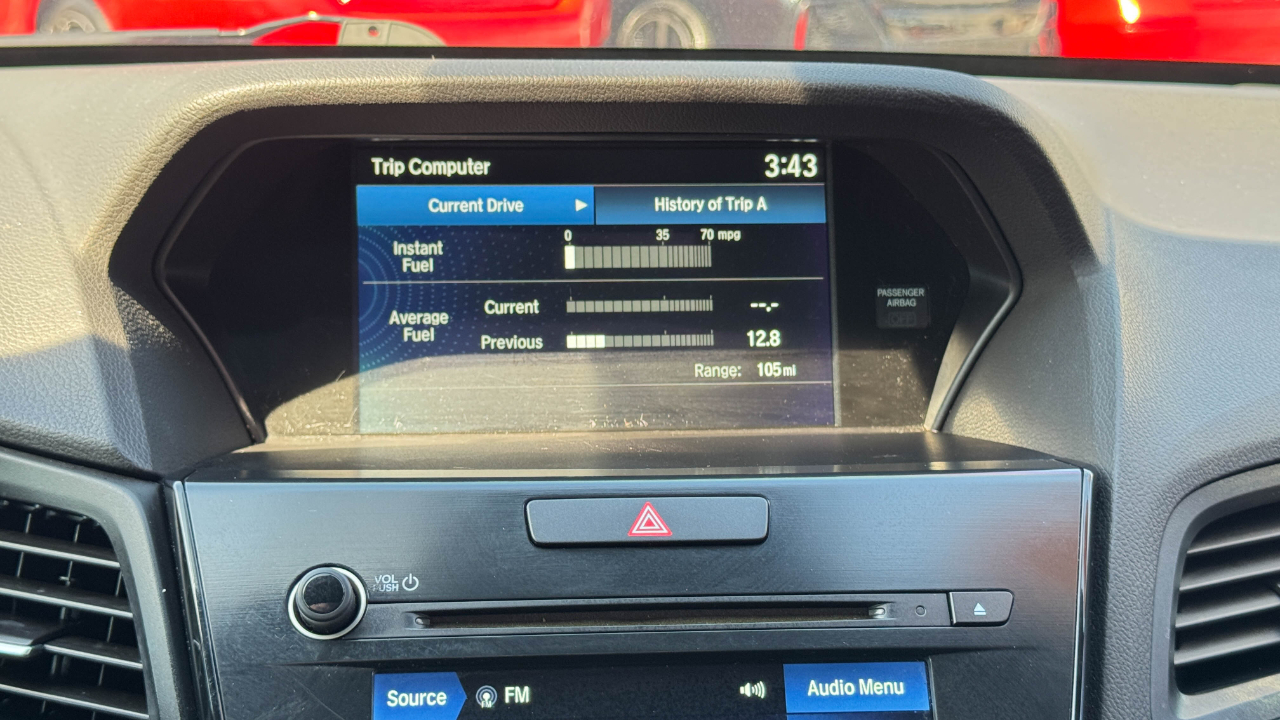 Trip Computer 3:43
Current Drive ▶ History of Trip A
0 35 70 mpg
Instant
Fuel
Average
Fuel
Current --.-
Previous 12.8
Range: 105 mi
PASSENGER
AIRBAG
VOL
PUSH
Source FM Audio Menu